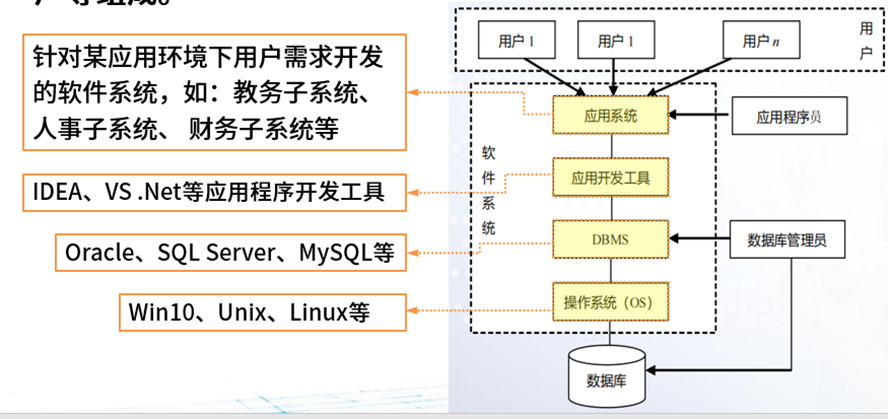 户等组成。
针对某应用环境下用户需求开发
的软件系统，如：教务子系统、
人事子系统、 财务子系统等
IDEA、VS .Net等应用程序开发工具
Oracle、SQL Server、MySQL等
Win10、Unix、Linux等
用户 1
用户 1
用户 n
用
户
应用系统
应用程序员
软
件
系
统
应用开发工具
DBMS
数据库管理员
操作系统（OS）
数据库